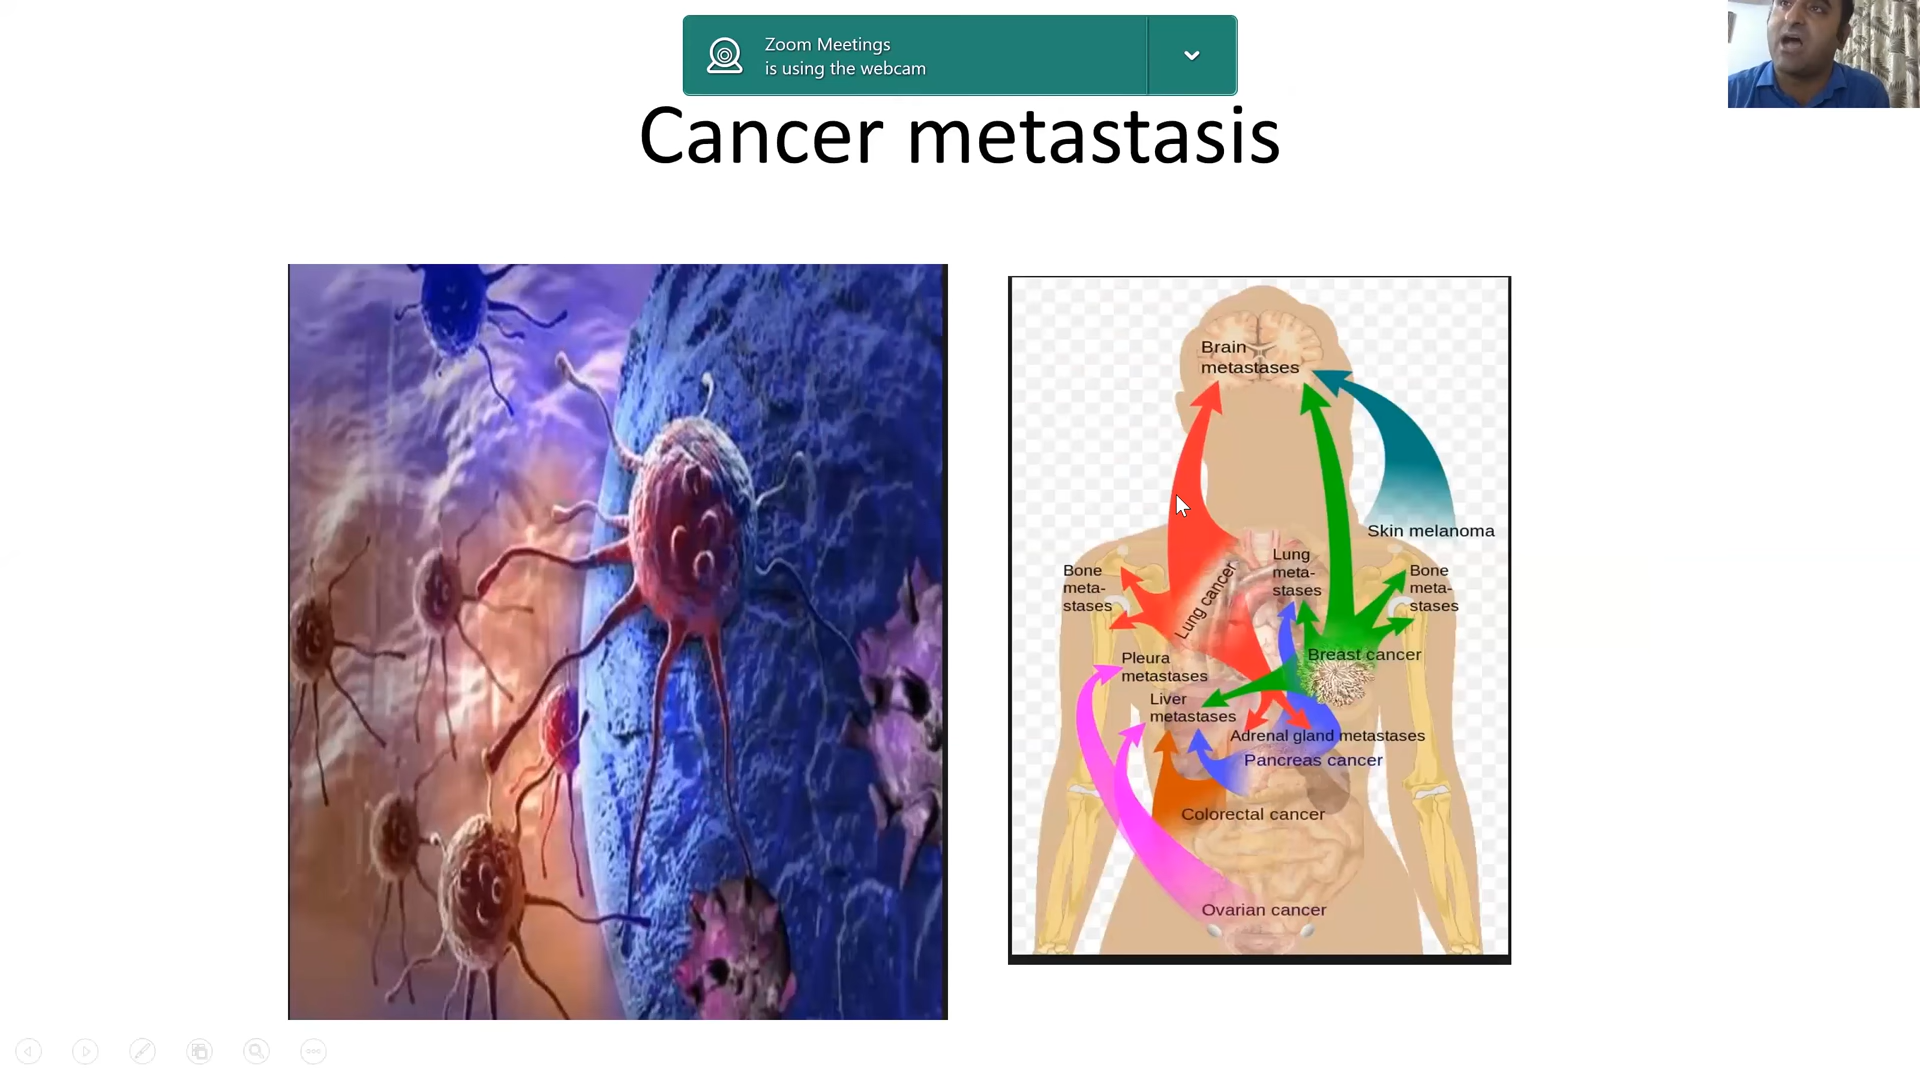 Zoom Meetings
is using the webcam
Cancer metastasis
Brain
metastases
Skin melanoma
Lung
meta-
stases
Lung cancer
Bone
meta-
stases
Bone
meta-
stases
Breast cancer
Pleura
metastases
Liver
metastases
Adrenal gland metastases
Pancreas cancer
Colorectal cancer
Ovarian cancer